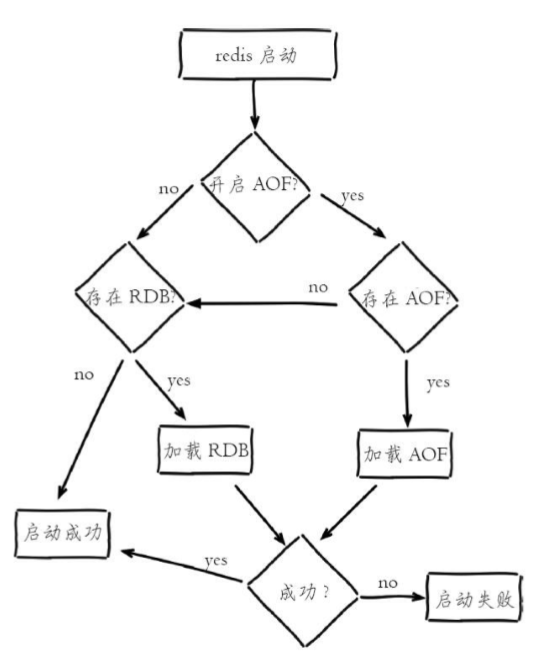 redis 启动
开启 AOF?
no
yes
存在 RDB?
no
存在 AOF?
no
yes
yes
加载 RDB
加载 AOF
启动成功
yes
成功?
no
启动失败